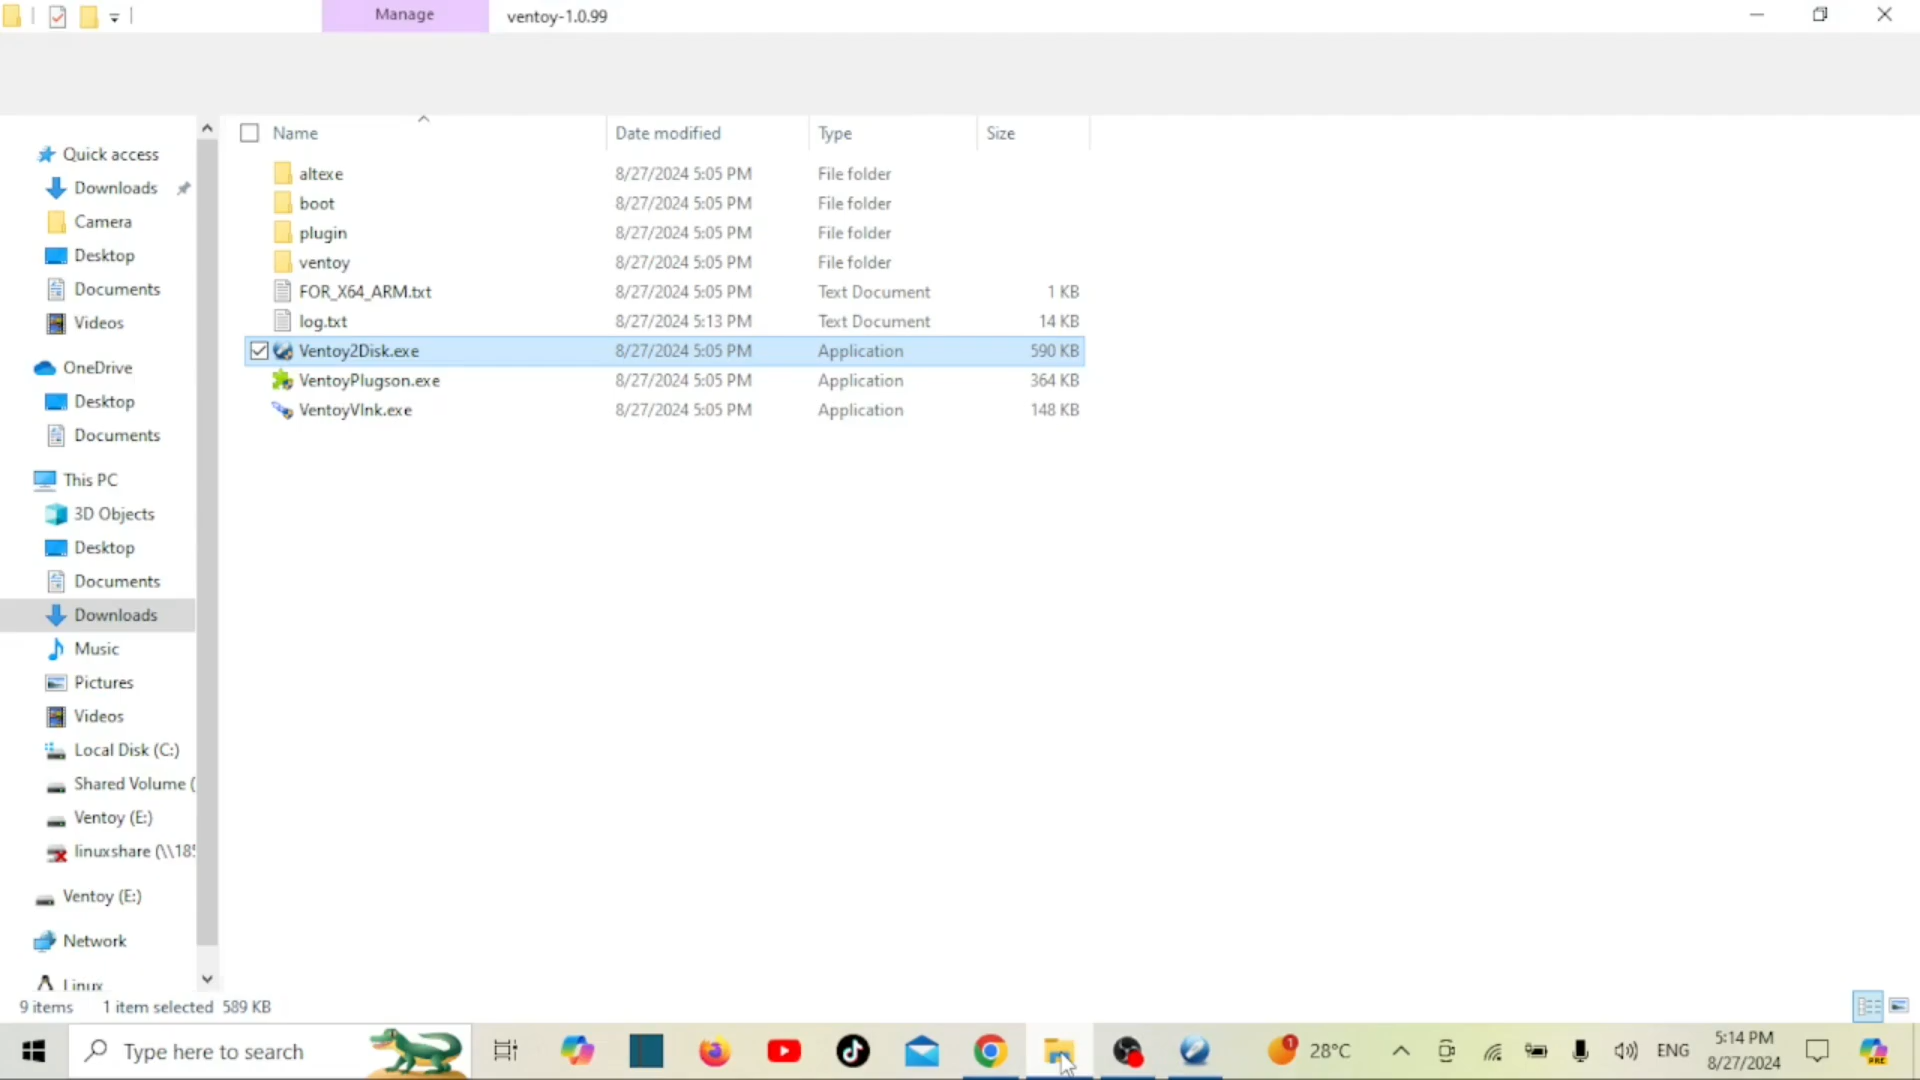 Manage
ventoy-1.0.99
Name Date modified Type Size
altexe 8/27/2024 5:05 PM File folder
boot 8/27/2024 5:05 PM File folder
plugin 8/27/2024 5:05 PM File folder
ventoy 8/27/2024 5:05 PM File folder
FOR_X64_ARM.txt 8/27/2024 5:05 PM Text Document 1 KB
log.txt 8/27/2024 5:13 PM Text Document 14 KB
Ventoy2Disk.exe 8/27/2024 5:05 PM Application 590 KB
VentoyPlugson.exe 8/27/2024 5:05 PM Application 364 KB
VentoyVlnk.exe 8/27/2024 5:05 PM Application 148 KB
Quick access
Downloads
Camera
Desktop
Documents
Videos
OneDrive
Desktop
Documents
This PC
3D Objects
Desktop
Documents
Downloads
Music
Pictures
Videos
Local Disk (C:)
Shared Volume (
Ventoy (E:)
linuxshare (\\185
Ventoy (E:)
Network
Linux
9 items 1 item selected 589 KB
Type here to search
1
28°C
ENG
5:14 PM
8/27/2024
PRE